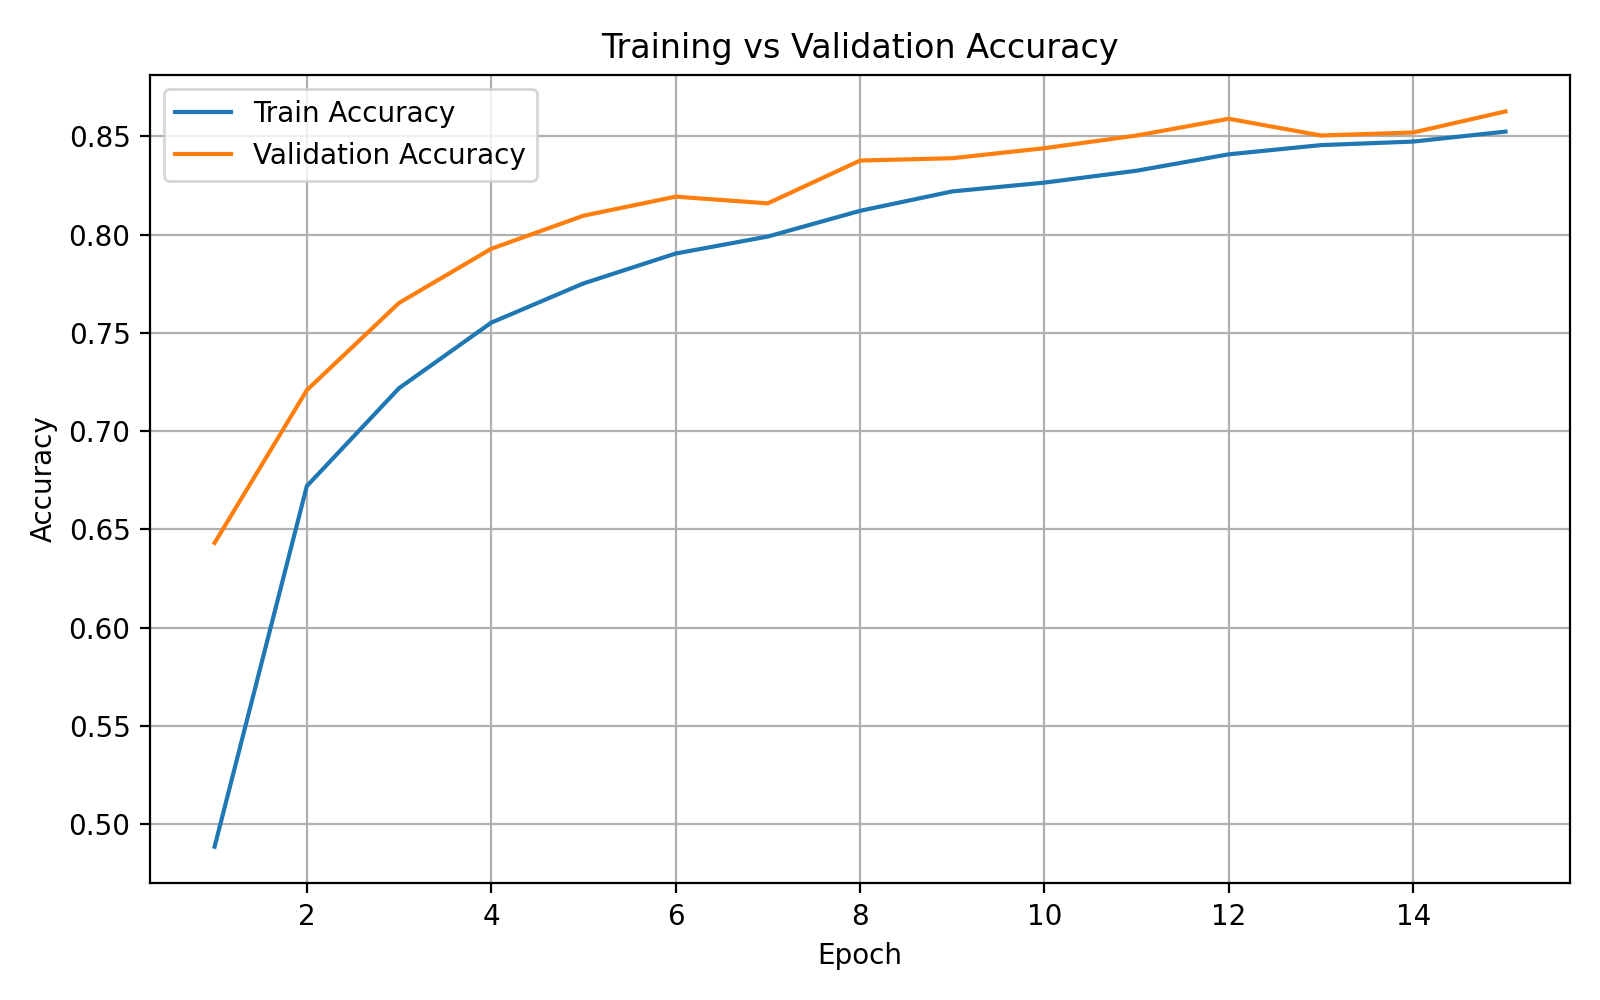 Training vs Validation Accuracy
Train Accuracy
Validation Accuracy
0.85
0.80
0.75
0.70
0.65
0.60
0.55
0.50
Accuracy
2 4 6 8 10 12 14
Epoch